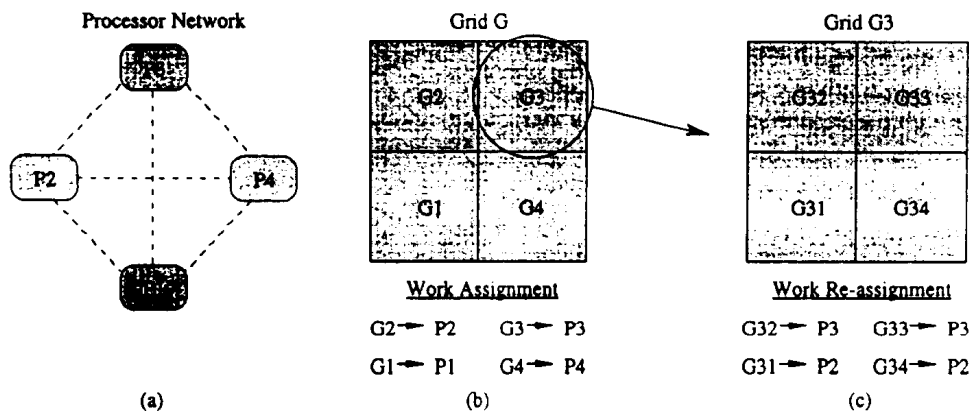 Processor Network
P2
P4
(a)
Grid G
G2
G3
G1
G4
Work Assignment
G2 → P2 G3 → P3
G1 → P1 G4 → P4
(b)
Grid G3
G32
G33
G31
G34
Work Re-assignment
G32 → P3 G33 → P3
G31 → P2 G34 → P2
(c)